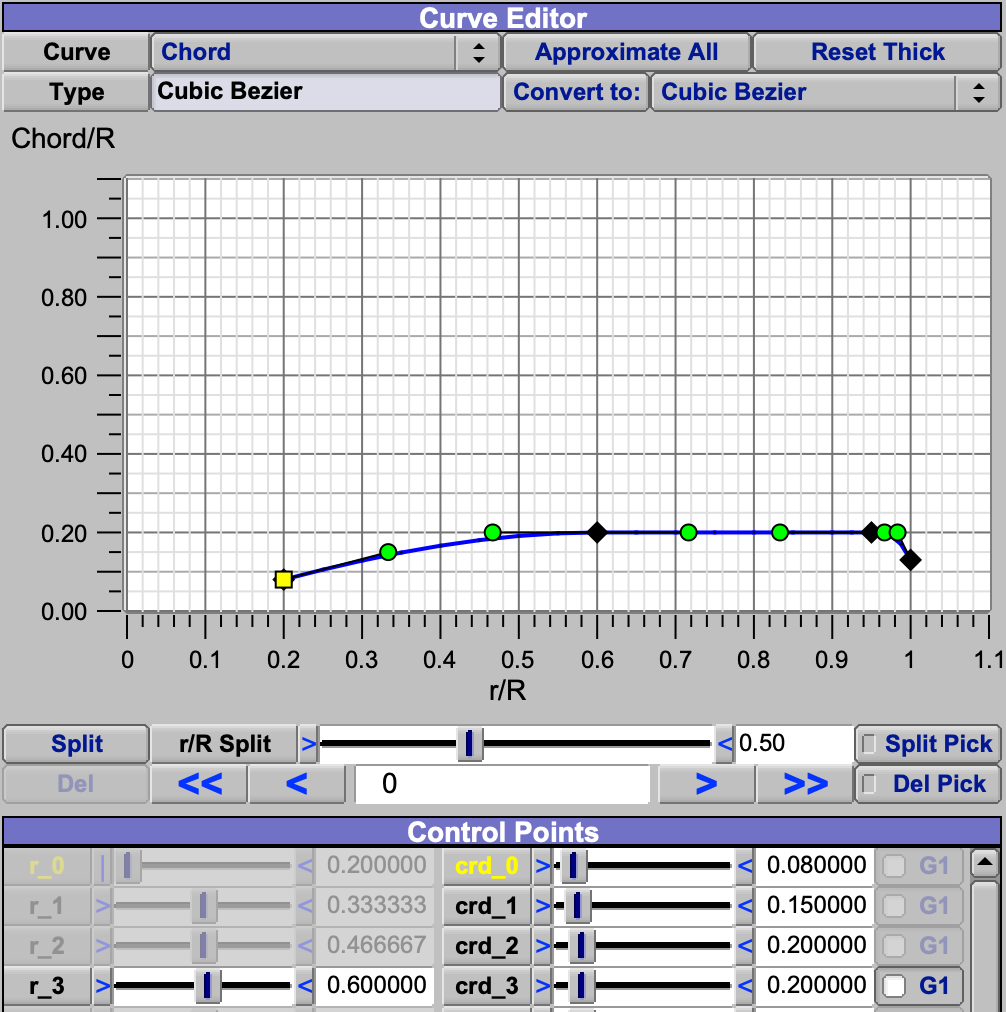 Curve Editor
Curve Chord Approximate All Reset Thick
Type Cubic Bezier Convert to: Cubic Bezier
Chord/R
1.00
0.80
0.60
0.40
0.20
0.00
0 0.1 0.2 0.3 0.4 0.5 0.6 0.7 0.8 0.9 1 1.1
r/R
Split r/R Split > < 0.50 Split Pick
Del << < 0 > >> Del Pick
Control Points
r_0 | < 0.200000 crd_0 > < 0.080000 G1
r_1 > < 0.333333 crd_1 > < 0.150000 G1
r_2 > < 0.466667 crd_2 > < 0.200000 G1
r_3 > < 0.600000 crd_3 > < 0.200000 G1